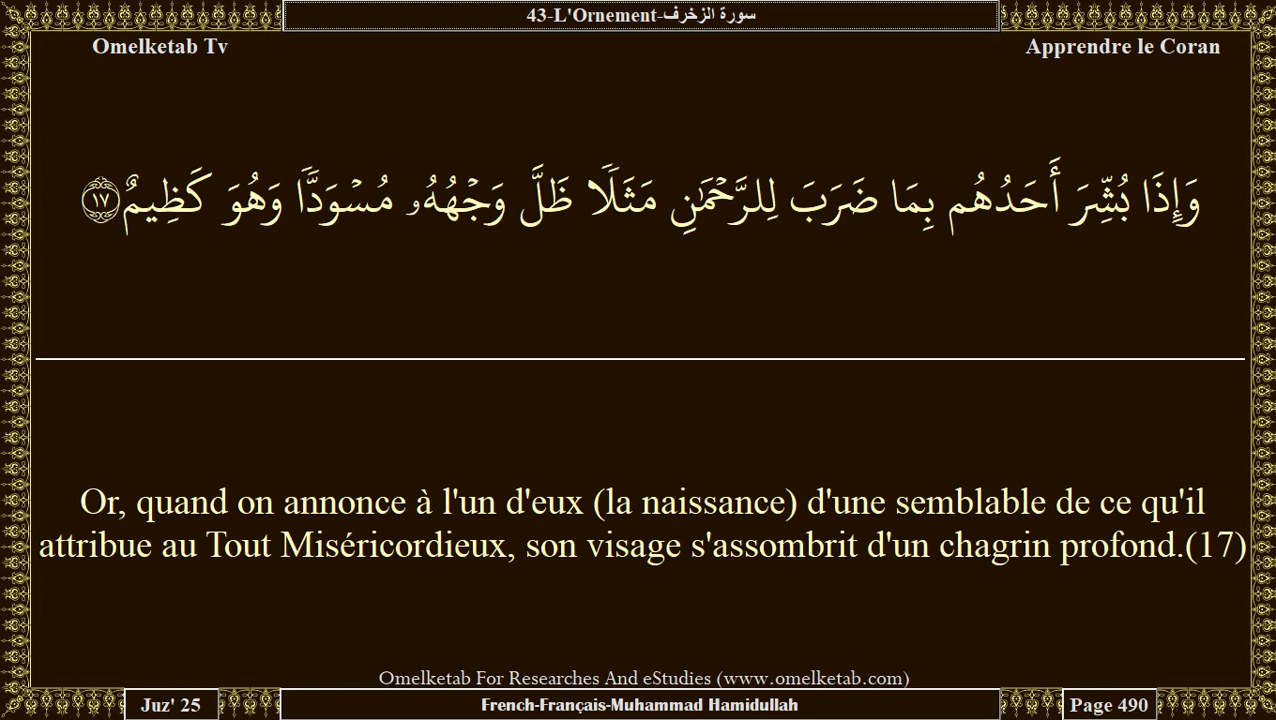 43-L'Ornement-سورة الزخرف
Omelketab Tv
Apprendre le Coran
وَإِذَا بُشِّرَ أَحَدُهُم بِمَا ضَرَبَ لِلرَّحْمَٰنِ مَثَلًا ظَلَّ وَجْهُهُۥ مُسْوَدًّا وَهُوَ كَظِيمٌ ١٧
Or, quand on annonce à l'un d'eux (la naissance) d'une semblable de ce qu'il
attribue au Tout Miséricordieux, son visage s'assombrit d'un chagrin profond.(17)
Omelketab For Researches And eStudies (www.omelketab.com)
Juz' 25
French-Français-Muhammad Hamidullah
Page 490